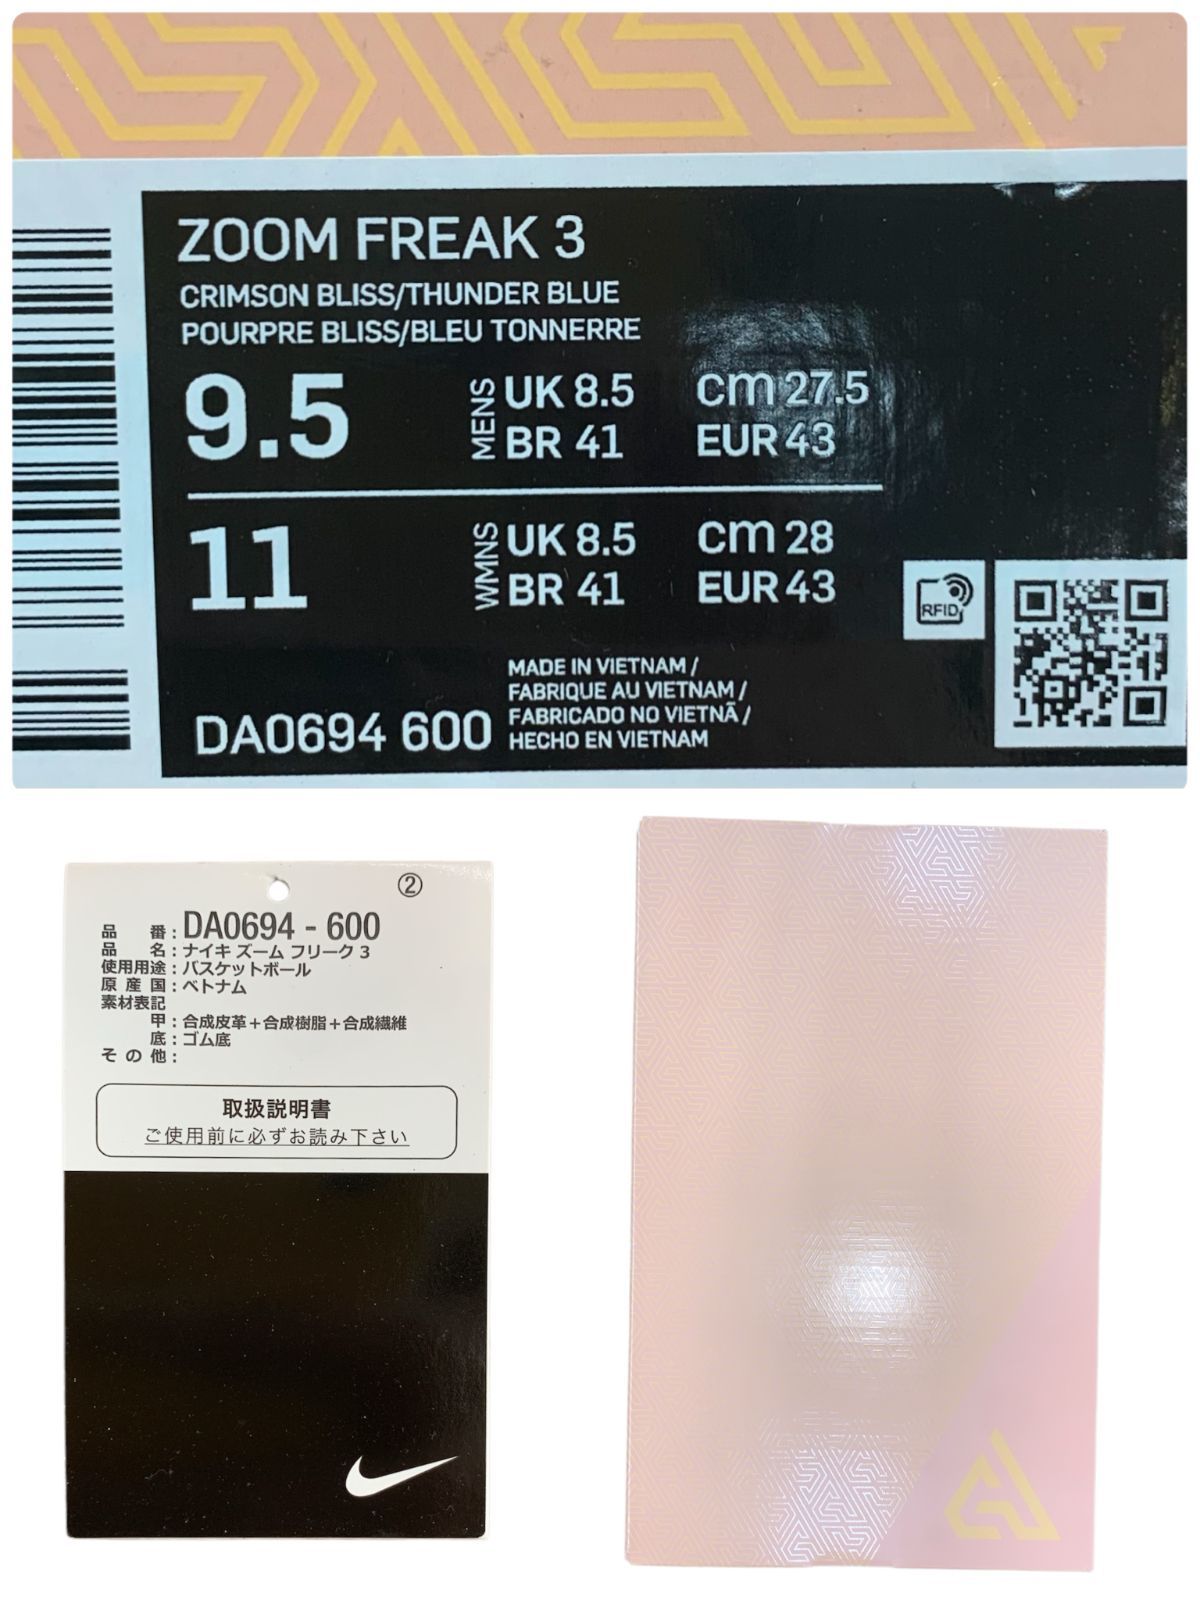 ZOOM FREAK 3
CRIMSON BLISS/THUNDER BLUE
POURPRE BLISS/BLEU TONNERRE
9.5 MENS UK 8.5 cm 27.5
BR 41 EUR 43
11 WMNS UK 8.5 cm 28
BR 41 EUR 43
RFID
MADE IN VIETNAM /
FABRIQUE AU VIETNAM /
FABRICADO NO VIETNÃ /
DA0694 600 HECHO EN VIETNAM
②
品番：DA0694 - 600
品名：ナイキ ズーム フリーク 3
使用用途：バスケットボール
原産国：ベトナム
素材表記
甲：合成皮革＋合成樹脂＋合成繊維
底：ゴム底
その他：
取扱説明書
ご使用前に必ずお読み下さい